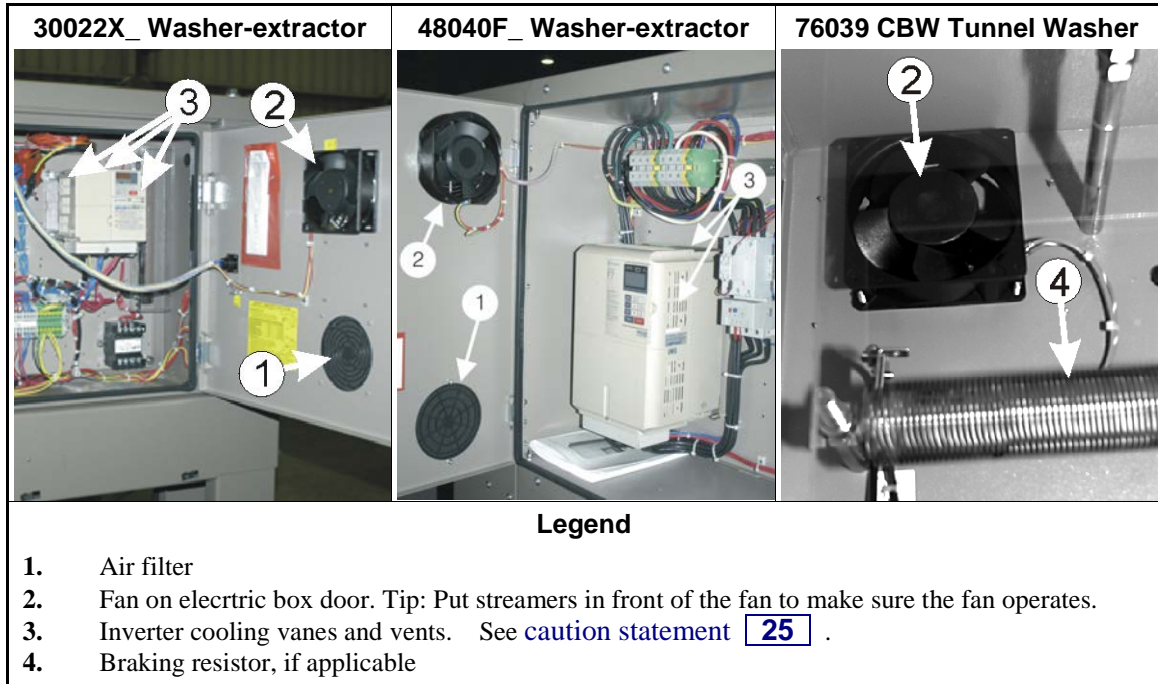 30022X_ Washer-extractor
48040F_ Washer-extractor
76039 CBW Tunnel Washer
3
2
1
2
1
3
2
4
Legend
1. Air filter
2. Fan on elecrtric box door. Tip: Put streamers in front of the fan to make sure the fan operates.
3. Inverter cooling vanes and vents. See caution statement 25 .
4. Braking resistor, if applicable